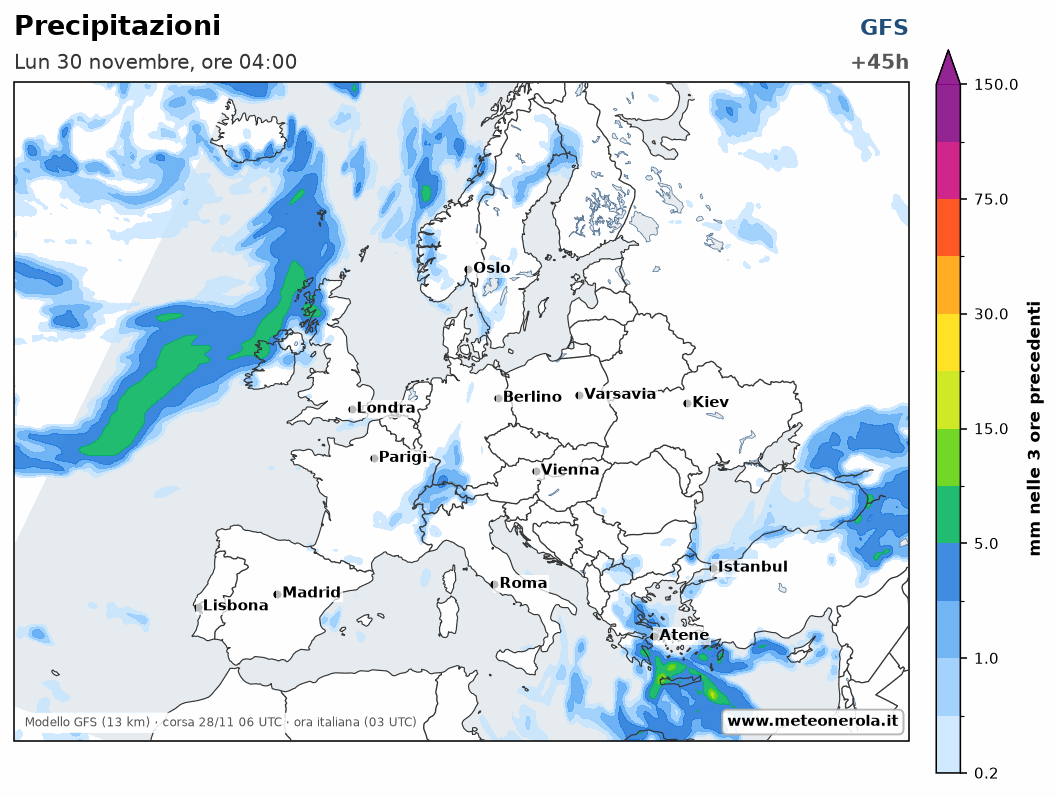 Precipitazioni
GFS
Lun 30 novembre, ore 04:00
+45h
150.0
75.0
30.0
15.0
5.0
1.0
0.2
mm nelle 3 ore precedenti
Oslo
Berlino
Varsavia
Kiev
Londra
Parigi
Vienna
Istanbul
Roma
Madrid
Lisbona
Atene
Modello GFS (13 km) · corsa 28/11 06 UTC · ora italiana (03 UTC)
www.meteonerola.it